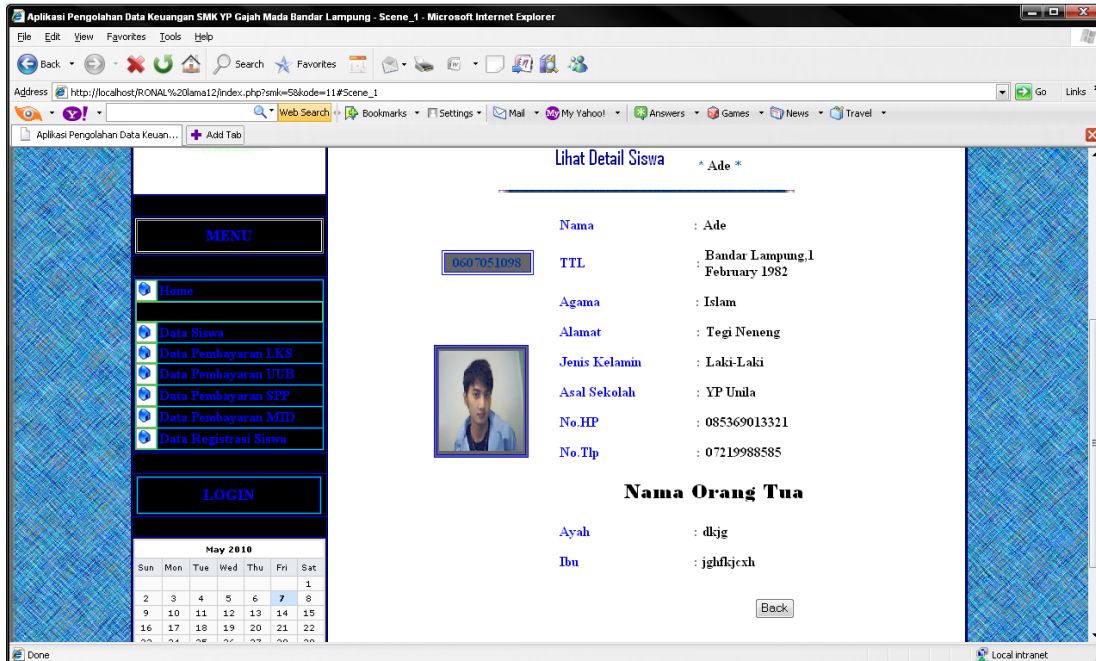 Aplikasi Pengolahan Data Keuangan SMK YP Gajah Mada Bandar Lampung - Scene_1 - Microsoft Internet Explorer
File Edit View Favorites Tools Help
Back Search Favorites
Address http://localhost/RONAL%20lama12/index.php?smk=58kode=11#Scene_1 Go Links
Y! Web Search Bookmarks Settings Mail My Yahoo! Answers Games News Travel
Aplikasi Pengolahan Data Keuan... Add Tab
Lihat Detail Siswa * Ade *
MENU
Home
Data Siswa
Data Pembayaran LKS
Data Pembayaran UUB
Data Pembayaran SPP
Data Pembayaran MID
Data Registrasi Siswa
LOGIN
May 2010
Sun Mon Tue Wed Thu Fri Sat
1
2 3 4 5 6 7 8
9 10 11 12 13 14 15
16 17 18 19 20 21 22
0607051098
Nama : Ade
TTL : Bandar Lampung,1
February 1982
Agama : Islam
Alamat : Tegi Neneng
Jenis Kelamin : Laki-Laki
Asal Sekolah : YP Unila
No.HP : 085369013321
No.Tlp : 07219988585
Nama Orang Tua
Ayah : dkjg
Ibu : jghfkjcxh
Back
Done Local intranet